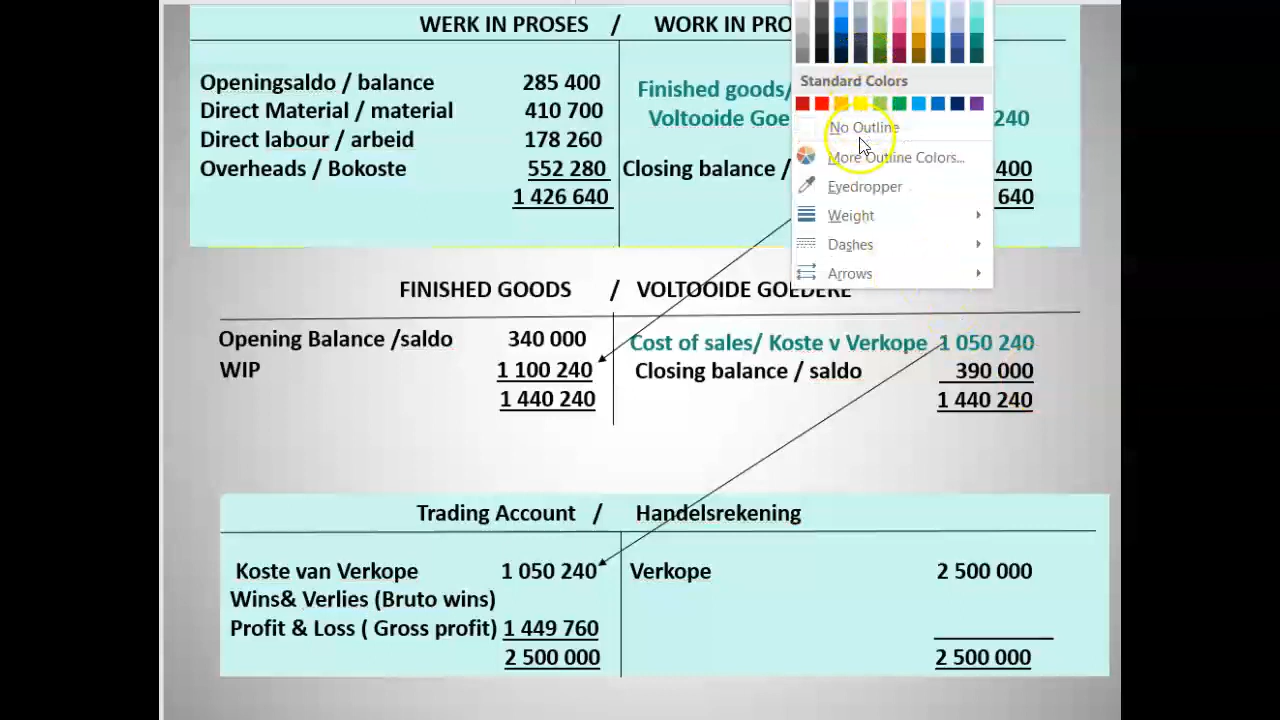 WERK IN PROSES / WORK IN PRO
Openingsaldo / balance 285 400
Direct Material / material 410 700
Direct labour / arbeid 178 260
Overheads / Bokoste 552 280
1 426 640
Finished goods/
Voltooide Goe 240
Closing balance / 400
640
Standard Colors
No Outline
More Outline Colors...
Eyedropper
Weight
Dashes
Arrows
FINISHED GOODS / VOLTOOIDE GOEDERE
Opening Balance /saldo 340 000
WIP 1 100 240
1 440 240
Cost of sales/ Koste v Verkope 1 050 240
Closing balance / saldo 390 000
1 440 240
Trading Account / Handelsrekening
Koste van Verkope 1 050 240
Wins& Verlies (Bruto wins)
Profit & Loss ( Gross profit) 1 449 760
2 500 000
Verkope 2 500 000
2 500 000